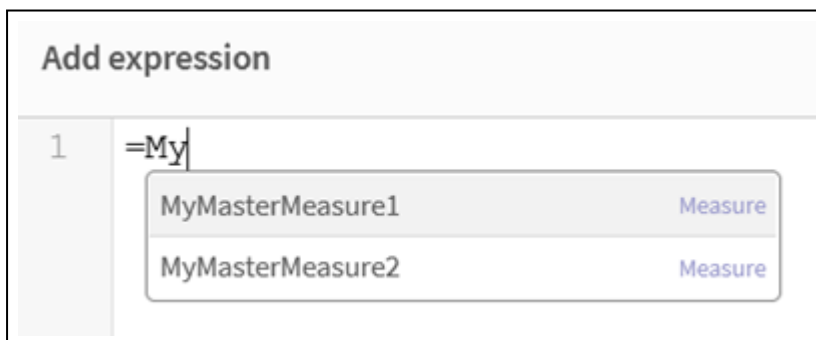 Add expression
1 =My
MyMasterMeasure1 Measure
MyMasterMeasure2 Measure